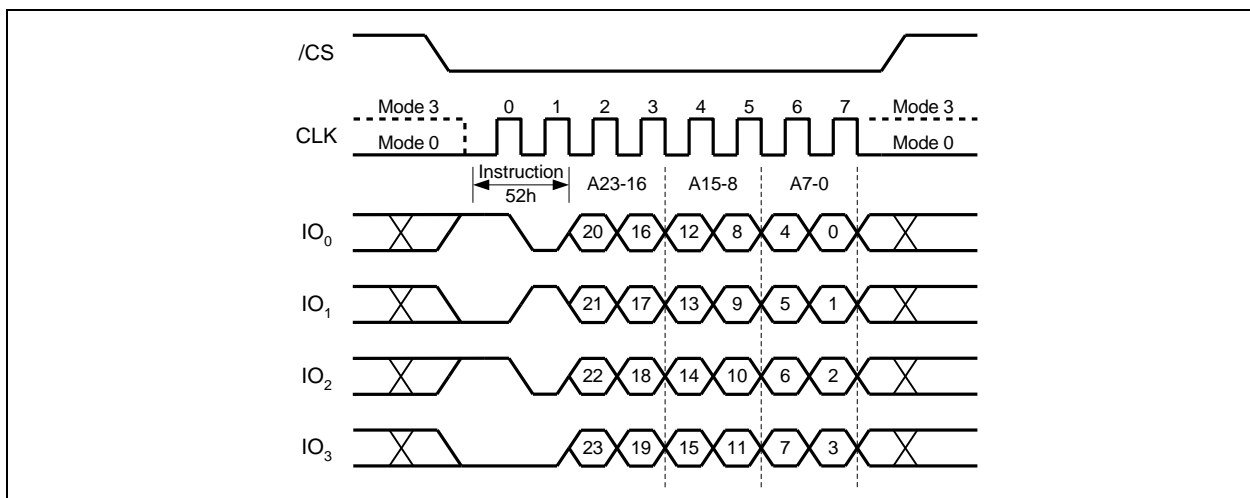 /CS
Mode 3 0 1 2 3 4 5 6 7 Mode 3
CLK
Mode 0 Mode 0
Instruction
52h
A23-16 A15-8 A7-0
IO0 20 16 12 8 4 0
IO1 21 17 13 9 5 1
IO2 22 18 14 10 6 2
IO3 23 19 15 11 7 3